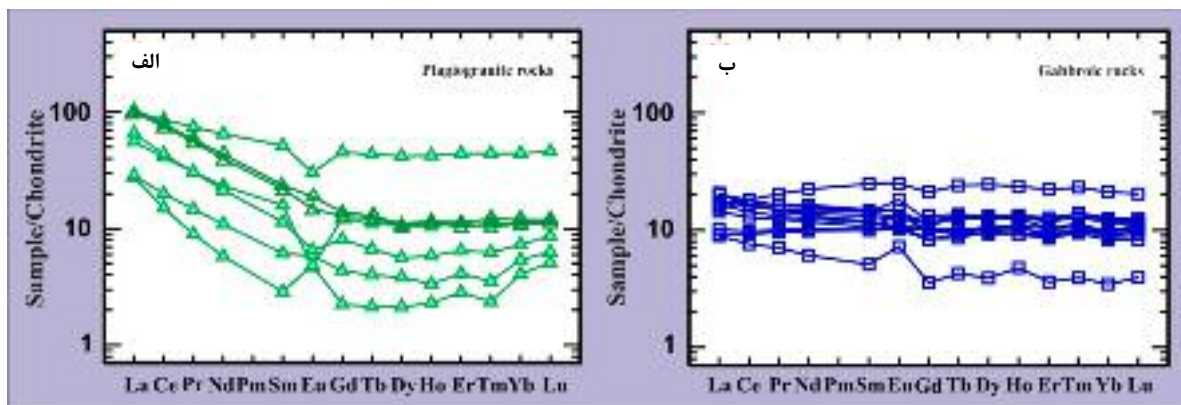 الف
Plagiogranite rocks
Sample/Chondrite
100
10
1
La Ce Pr Nd Pm Sm Eu Gd Tb Dy Ho Er Tm Yb Lu
ب
Gabbroic rocks
Sample/Chondrite
100
10
1
La Ce Pr Nd Pm Sm Eu Gd Tb Dy Ho Er Tm Yb Lu